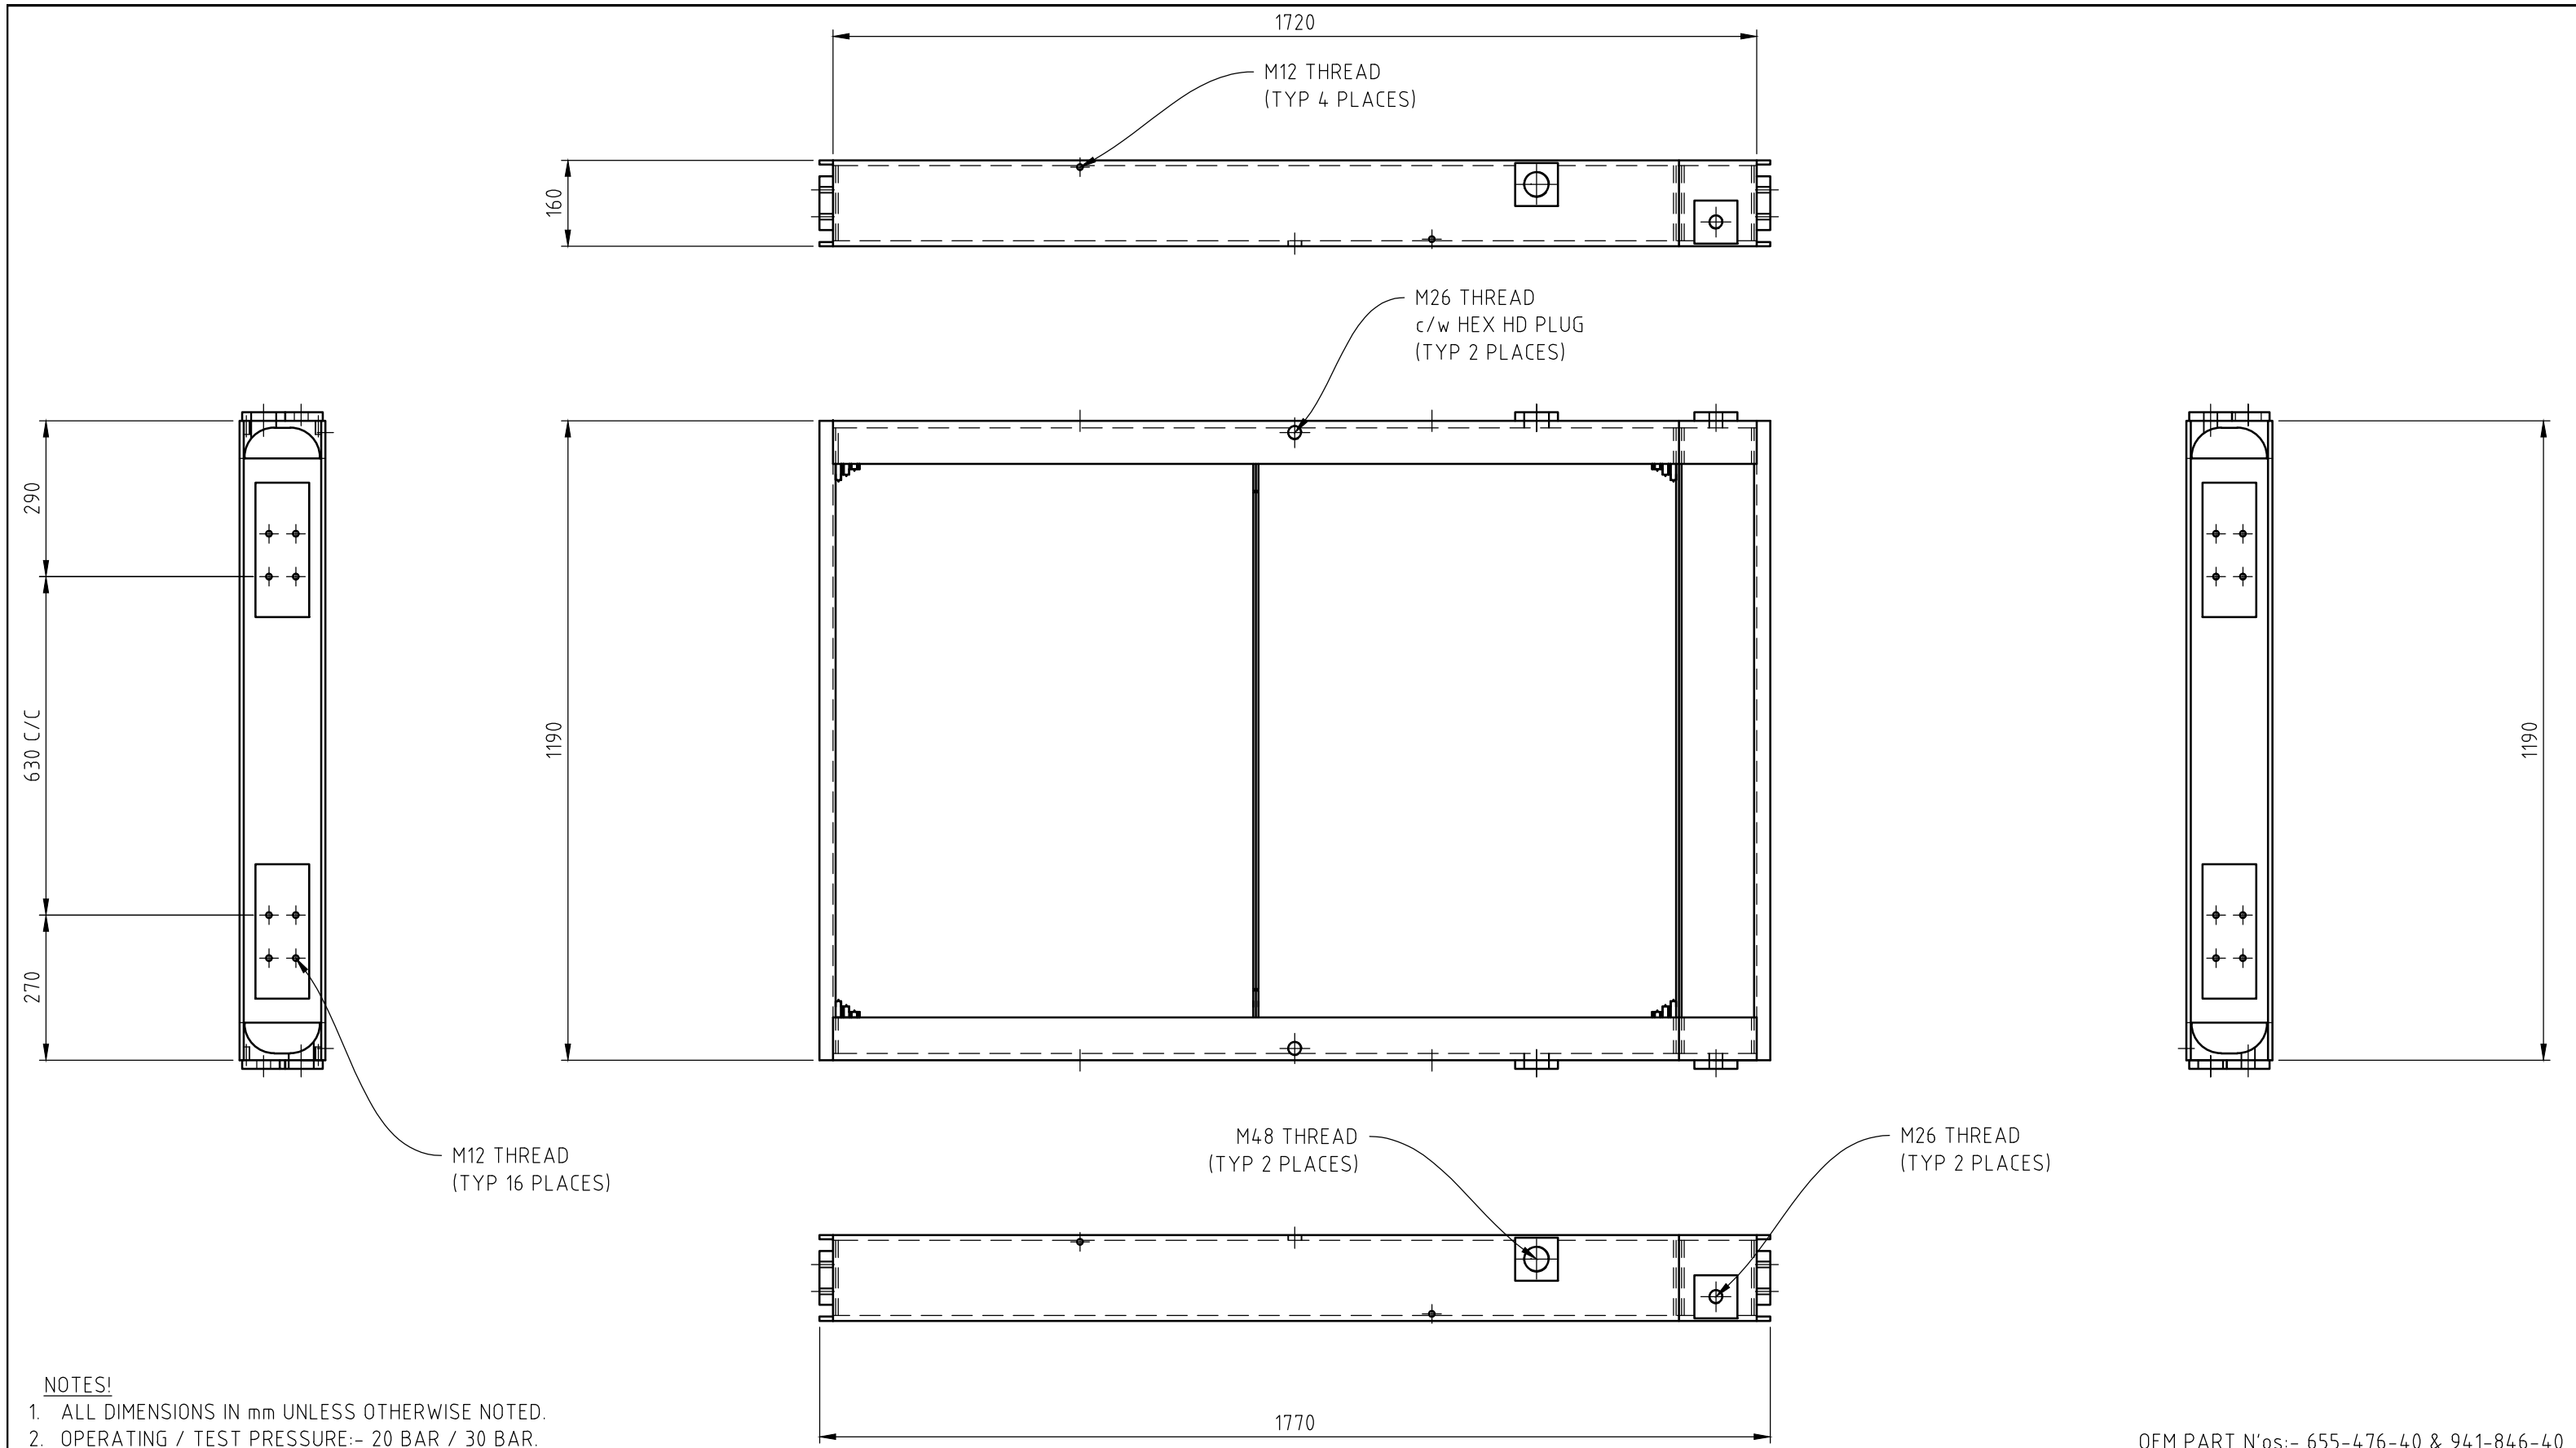 1720
M12 THREAD
(TYP 4 PLACES)
160
M26 THREAD
c/w HEX HD PLUG
(TYP 2 PLACES)
290
630 C/C
270
1190
1190
M12 THREAD
(TYP 16 PLACES)
M48 THREAD
(TYP 2 PLACES)
M26 THREAD
(TYP 2 PLACES)
1770
NOTES!
1. ALL DIMENSIONS IN mm UNLESS OTHERWISE NOTED.
2. OPERATING / TEST PRESSURE:- 20 BAR / 30 BAR.
OEM PART N'os:- 655-476-40 & 941-846-40